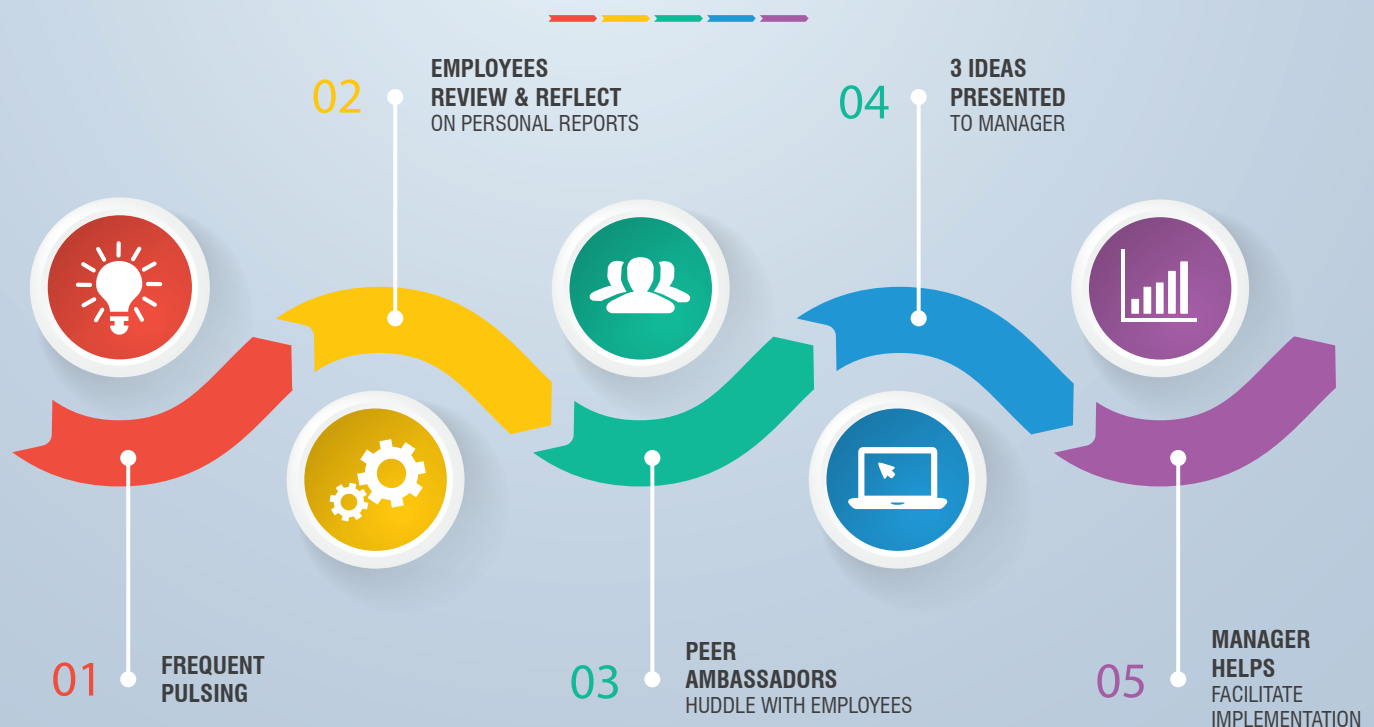 01
FREQUENT
PULSING
02
EMPLOYEES
REVIEW & REFLECT
ON PERSONAL REPORTS
03
PEER
AMBASSADORS
HUDDLE WITH EMPLOYEES
04
3 IDEAS
PRESENTED
TO MANAGER
05
MANAGER
HELPS
FACILITATE
IMPLEMENTATION